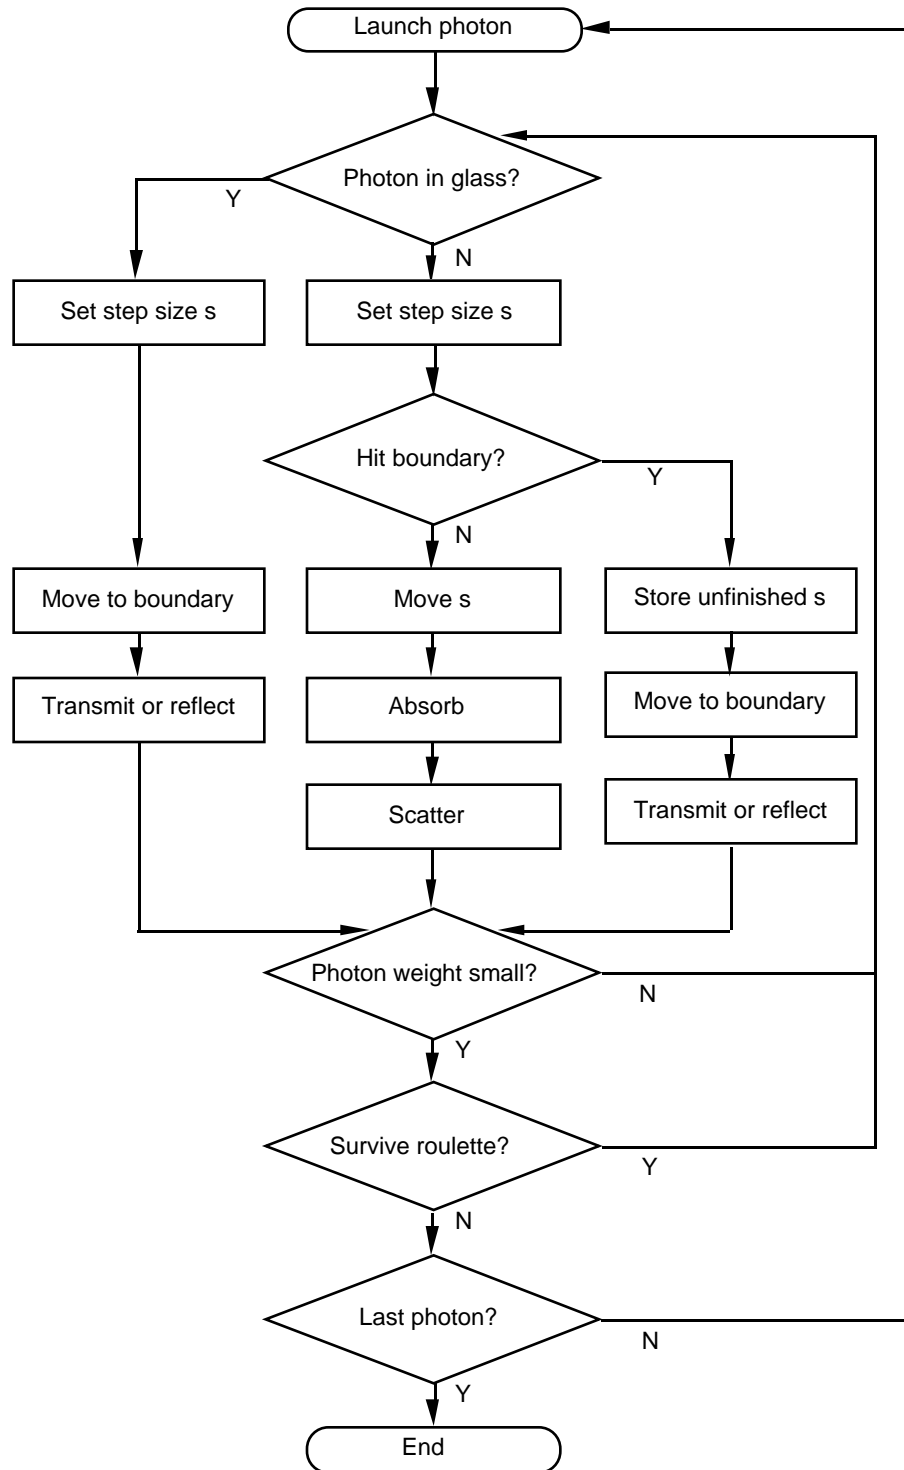 Launch photon
Photon in glass?
Y
N
Set step size s
Set step size s
Hit boundary?
Y
N
Move to boundary
Move s
Store unfinished s
Transmit or reflect
Absorb
Move to boundary
Scatter
Transmit or reflect
Photon weight small?
N
Y
Survive roulette?
Y
N
Last photon?
N
Y
End